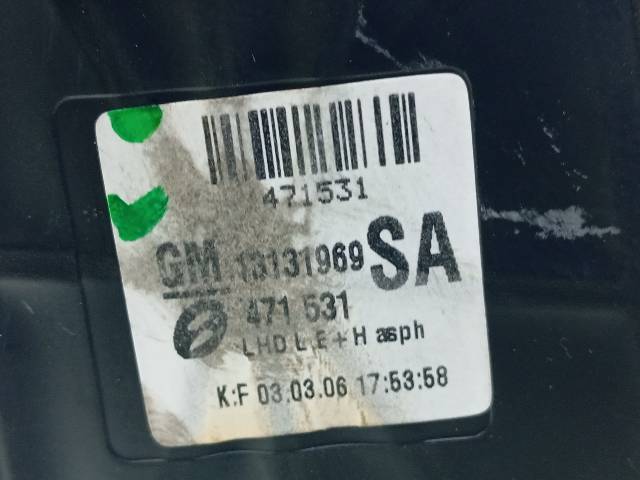 471531
GM 13131969 SA
471 531
LHD L E+H asph
K:F 03.03.06 17:53:58